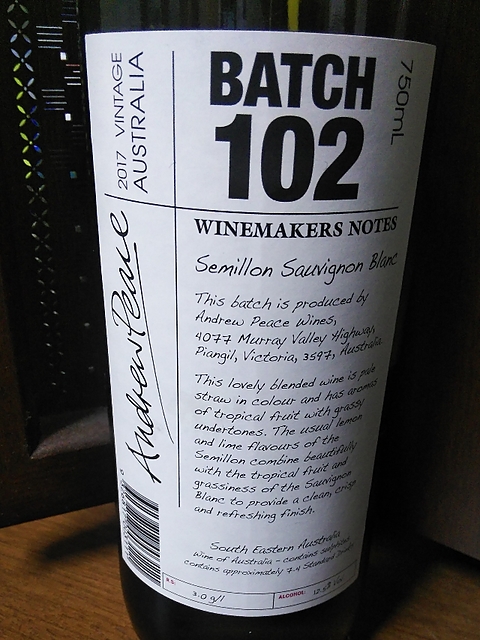 2017 VINTAGE
AUSTRALIA
BATCH
102
750mL
Andrew Peace
WINEMAKERS NOTES
Semillon Sauvignon Blanc
This batch is produced by
Andrew Peace Wines,
4077 Murray Valley Highway,
Piangil, Victoria, 3597, Australia
This lovely blended wine is pale
straw in colour and has aromas
of tropical fruit with grassy
undertones. The usual lemon
and lime flavours of the
Semillon combine beautifully
with the tropical fruit and
grassiness of the Sauvignon
Blanc to provide a clean, crisp
and refreshing finish.
South Eastern Australia
Wine of Australia - contains sulphites
contains approximately 7.4 Standard Drinks
R.S: 3.0 g/l ALCOHOL: